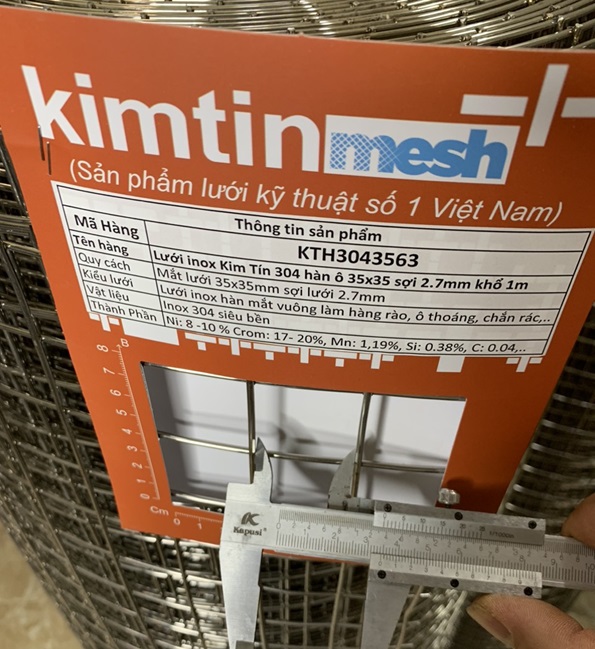 kimtin mesh
(Sản phẩm lưới kỹ thuật số 1 Việt Nam)
Thông tin sản phẩm
Mã Hàng KTH3043563
Tên hàng Lưới inox Kim Tín 304 hàn ô 35x35 sợi 2.7mm khổ 1m
Quy cách Mắt lưới 35x35mm sợi lưới 2.7mm
Kiểu lưới Lưới inox hàn mắt vuông làm hàng rào, ô thoáng, chắn rác,..
Vật liệu Inox 304 siêu bền
Thành Phần Ni: 8 -10 % Crom: 17- 20%, Mn: 1,19%, Si: 0.38%, C: 0.04,..
8 B
7
6
5
4
3
2
1
0
Cm 0 1
Kapusi